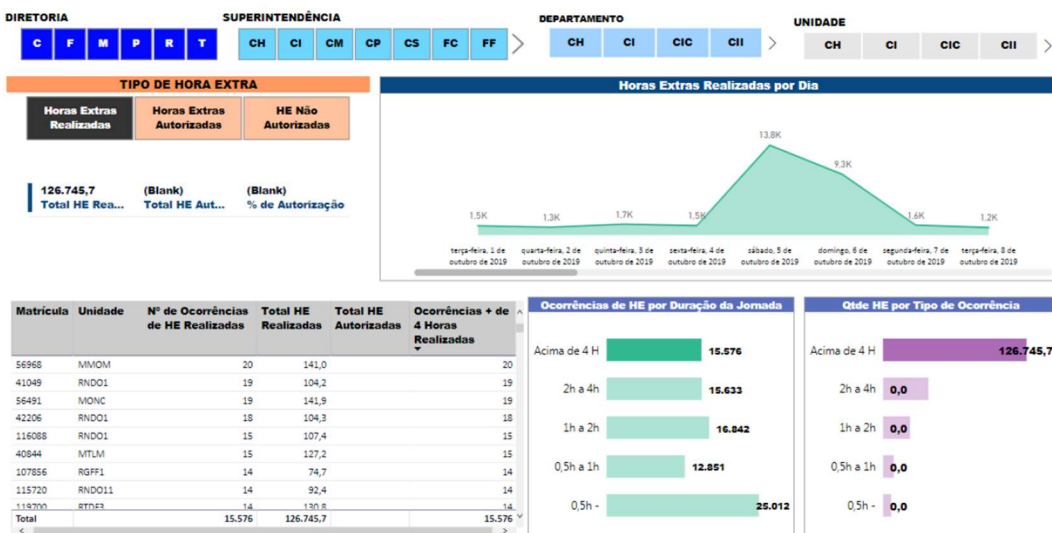 DIRETORIA
C F M P R T
SUPERINTENDÊNCIA
CH CI CM CP CS FC FF
DEPARTAMENTO
CH CI CIC CII
UNIDADE
CH CI CIC CII
TIPO DE HORA EXTRA
Horas Extras Realizadas
Horas Extras Autorizadas
HE Não Autorizadas
126.745,7 (Blank) (Blank)
Total HE Rea... Total HE Aut... % de Autorização
Horas Extras Realizadas por Dia
13,8K
9,3K
1,5K 1,3K 1,7K 1,5K 1,6K 1,2K
terça-feira, 1 de outubro de 2019
quarta-feira, 2 de outubro de 2019
quinta-feira, 3 de outubro de 2019
sexta-feira, 4 de outubro de 2019
sábado, 5 de outubro de 2019
domingo, 6 de outubro de 2019
segunda-feira, 7 de outubro de 2019
terça-feira, 8 de outubro de 2019
Matrícula Unidade Nº de Ocorrências de HE Realizadas Total HE Realizadas Total HE Autorizadas Ocorrências + de 4 Horas Realizadas
56968 MMOM 20 141,0 20
41049 RNDO1 19 104,2 19
56491 MONC 19 141,9 19
42206 RNDO1 18 104,3 18
116088 RNDO1 15 107,4 15
40844 MTLM 15 127,2 15
107856 RGFF1 14 74,7 14
115720 RNDO11 14 92,4 14
119700 RTDF3 14 130,8 14
Total 15.576 126.745,7 15.576
Ocorrências de HE por Duração da Jornada
Acima de 4 H 15.576
2h a 4h 15.633
1h a 2h 16.842
0,5h a 1h 12.851
0,5h - 25.012
Qtde HE por Tipo de Ocorrência
Acima de 4 H 126.745,7
2h a 4h 0,0
1h a 2h 0,0
0,5h a 1h 0,0
0,5h - 0,0